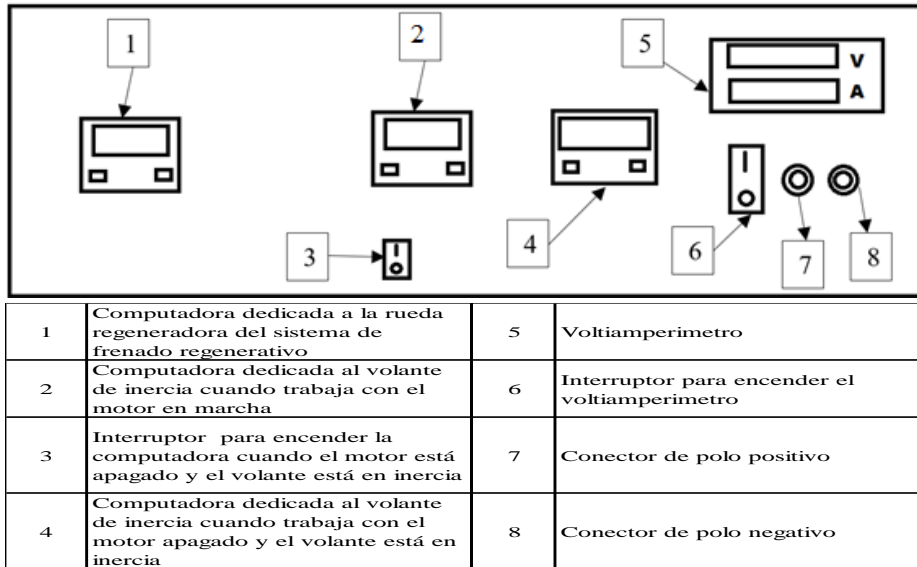 1
2
5
V
A
3
4
6
7
8
1
Computadora dedicada a la rueda
regeneradora del sistema de
frenado regenerativo
5
Voltiamperimetro
2
Computadora dedicada al volante
de inercia cuando trabaja con el
motor en marcha
6
Interruptor para encender el
voltiamperimetro
3
Interruptor para encender la
computadora cuando el motor está
apagado y el volante está en inercia
7
Conector de polo positivo
4
Computadora dedicada al volante
de inercia cuando trabaja con el
motor apagado y el volante está en
inercia
8
Conector de polo negativo